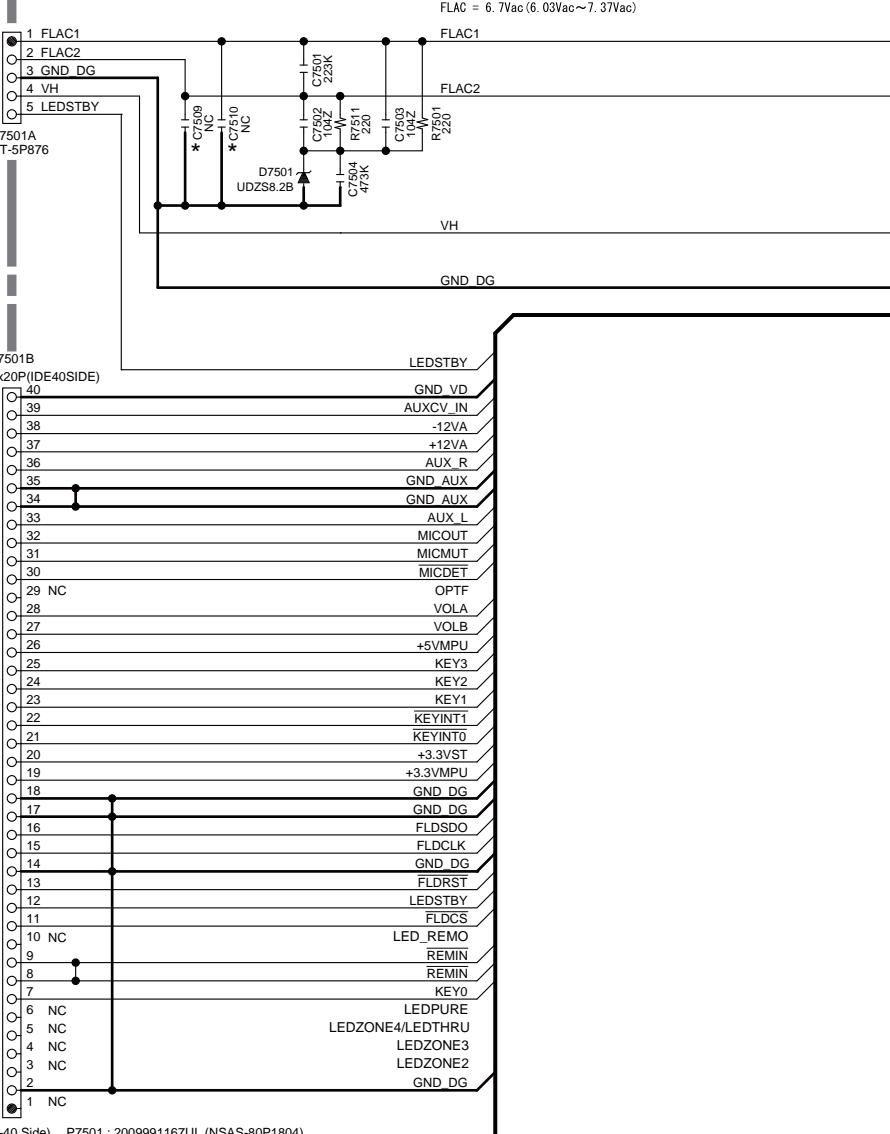 FLAC = 6.7Vac(6.03Vac～7.37Vac)
1 FLAC1 FLAC1
2 FLAC2
3 GND_DG
4 VH FLAC2
5 LEDSTBY
C7501 223K
*C7509 NC
*C7510 NC
C7502 104Z
R7511 220
C7503 104Z
R7501 220
7501A
T-5P876
D7501
UDZS8.2B
C7504 473K
VH
GND_DG
7501B
x20P(IDE40SIDE)
LEDSTBY
40 GND_VD
39 AUXCV_IN
38 -12VA
37 +12VA
36 AUX_R
35 GND_AUX
34 GND_AUX
33 AUX_L
32 MICOUT
31 MICMUT
30 MICDET
29 NC OPTF
28 VOLA
27 VOLB
26 +5VMPU
25 KEY3
24 KEY2
23 KEY1
22 KEYINT1
21 KEYINT0
20 +3.3VST
19 +3.3VMPU
18 GND_DG
17 GND_DG
16 FLDSDO
15 FLDCLK
14 GND_DG
13 FLDRST
12 LEDSTBY
11 FLDCS
10 NC LED_REMO
9 REMIN
8 REMIN
7 KEY0
6 NC LEDPURE
5 NC LEDZONE4/LEDTHRU
4 NC LEDZONE3
3 NC LEDZONE2
2 GND_DG
1 NC
-40 Side) P7501 : 2009991167UL (NSAS-80P1804)